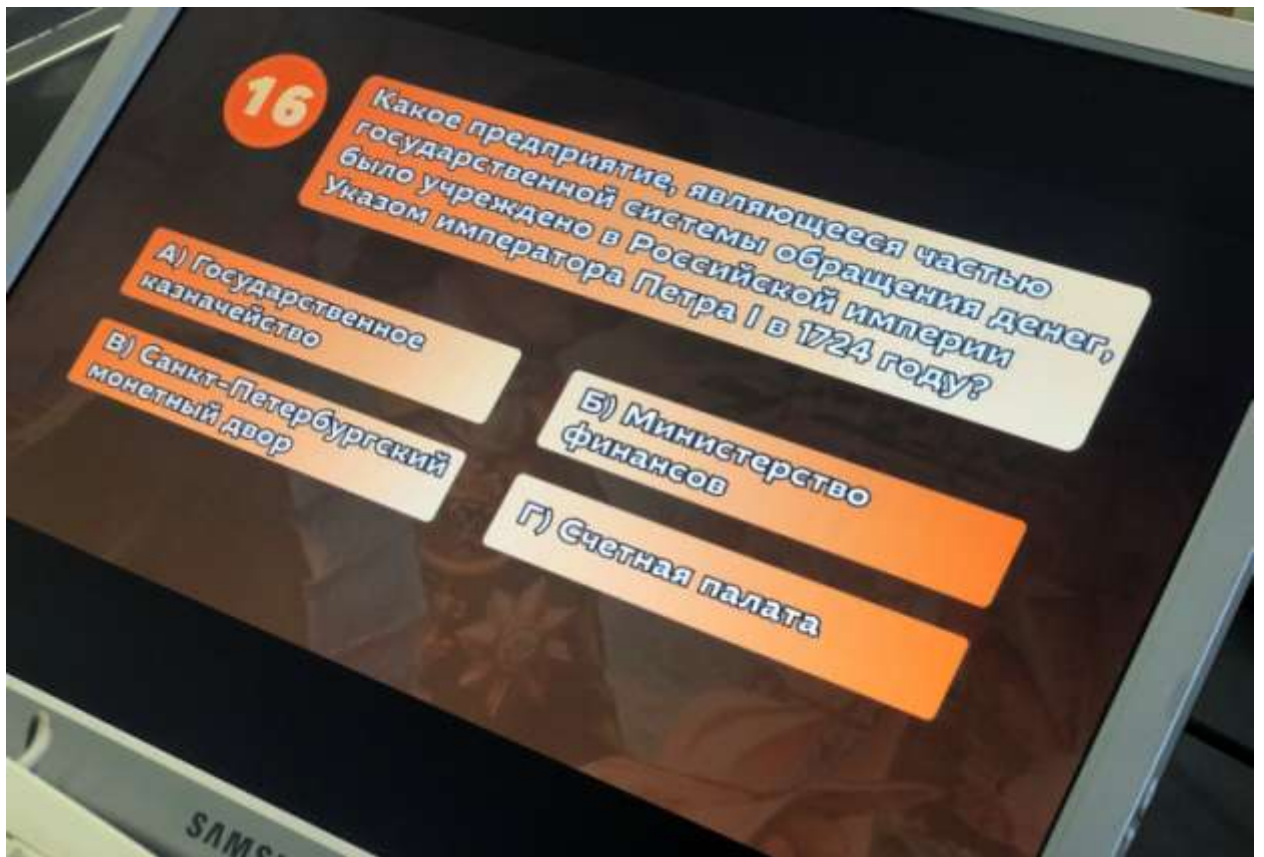 16
Какое предприятие, являющееся частью
государственной системы обращения денег,
было учреждено в Российской империи
Указом императора Петра I в 1724 году?
А) Государственное
казначейство
Б) Министерство
финансов
В) Санкт-Петербургский
монетный двор
Г) Счетная палата